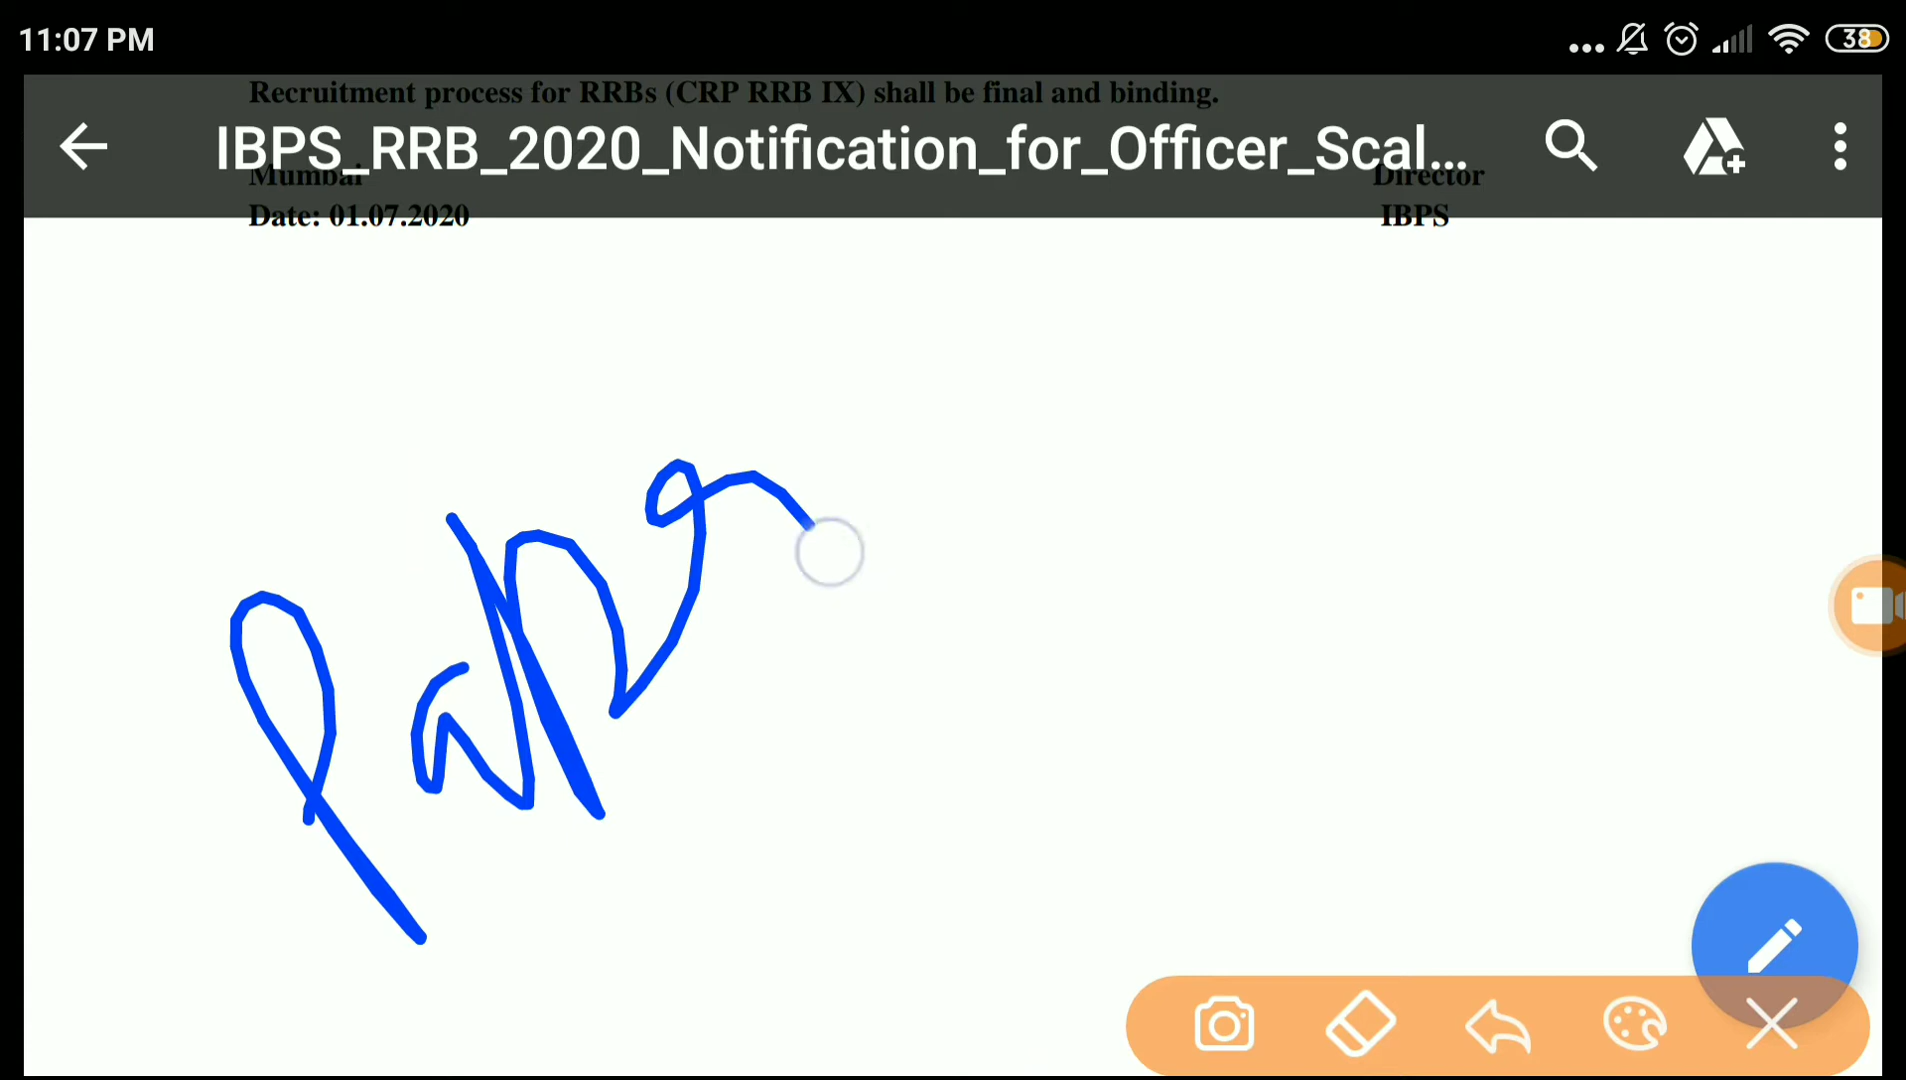 11:07 PM
38
Recruitment process for RRBs (CRP RRB IX) shall be final and binding.
IBPS_RRB_2020_Notification_for_Officer_Scal...
Mumbai Director
Date: 01.07.2020 IBPS